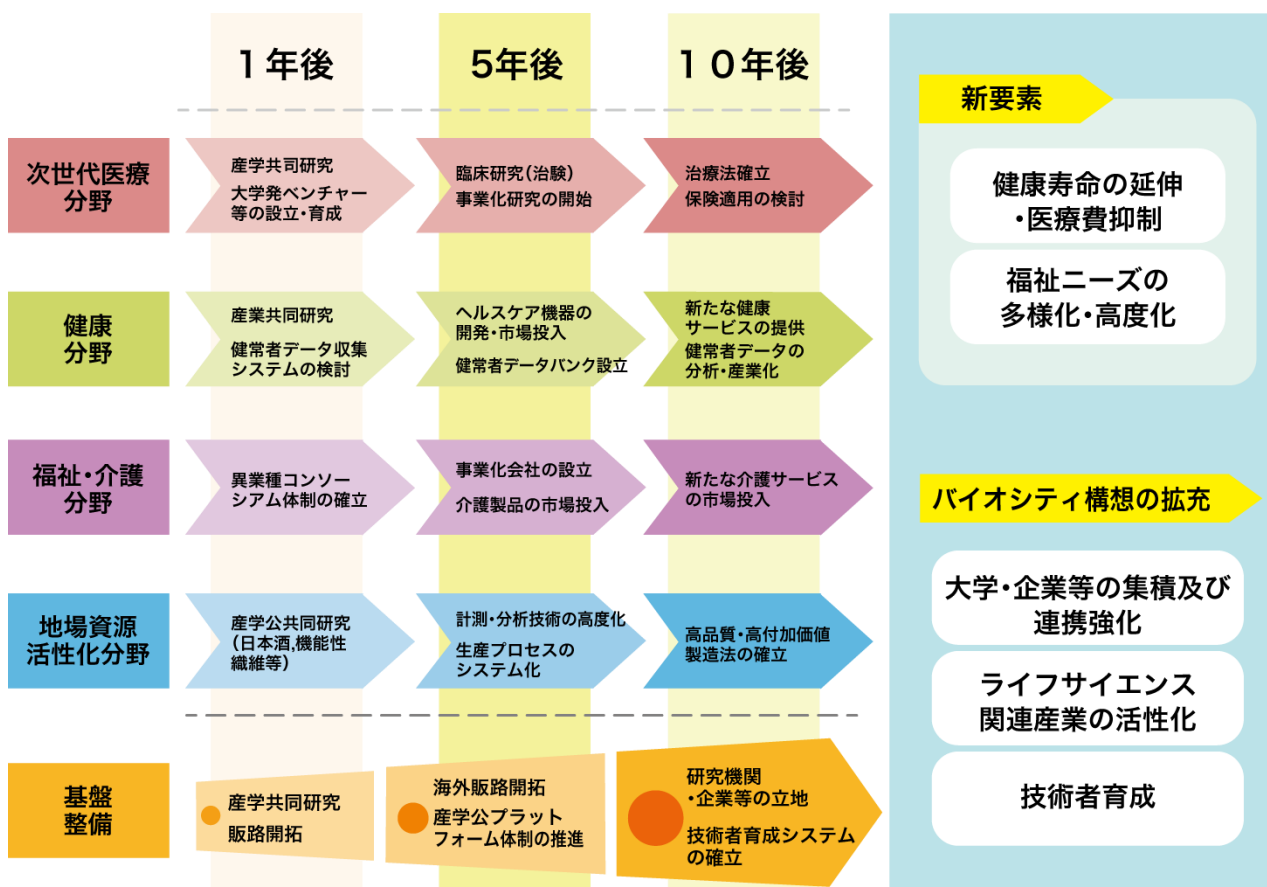 1年後
5年後
10年後
次世代医療
分野
産学共司研究
大学発ベンチャー
等の設立・育成
臨床研究(治験)
事業化研究の開始
治療法確立
保険適用の検討
健康
分野
産業共同研究
健常者データ収集
システムの検討
ヘルスケア機器の
開発・市場投入
健常者データバンク設立
新たな健康
サービスの提供
健常者データの
分析・産業化
福祉・介護
分野
異業種コンソー
シアム体制の確立
事業化会社の設立
介護製品の市場投入
新たな介護サービス
の市場投入
地場資源
活性化分野
産学公共同研究
(日本酒,機能性
繊維等)
計測・分析技術の高度化
生産プロセスの
システム化
高品質・高付加価値
製造法の確立
基盤
整備
産学共同研究
販路開拓
海外販路開拓
産学公プラット
フォーム体制の推進
研究機関
・企業等の立地
技術者育成システム
の確立
新要素
健康寿命の延伸
・医療費抑制
福祉ニーズの
多様化・高度化
バイオシティ構想の拡充
大学・企業等の集積及び
連携強化
ライフサイエンス
関連産業の活性化
技術者育成